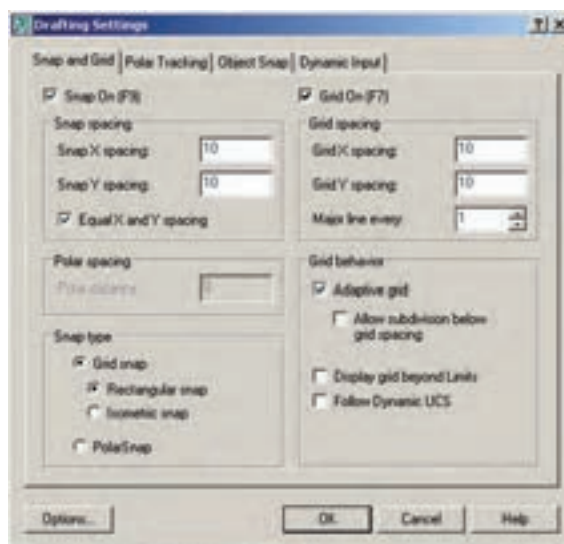 Drafting Settings
Snap and Grid Polar Tracking Object Snap Dynamic Input
Snap On (F9)
Snap spacing
Snap X spacing: 10
Snap Y spacing: 10
Equal X and Y spacing
Polar spacing
Polar distance: 0
Snap type
Grid snap
Rectangular snap
Isometric snap
PolarSnap
Grid On (F7)
Grid spacing
Grid X spacing: 10
Grid Y spacing: 10
Major line every: 1
Grid behavior
Adaptive grid
Allow subdivision below
grid spacing
Display grid beyond Limits
Follow Dynamic UCS
Options... OK Cancel Help